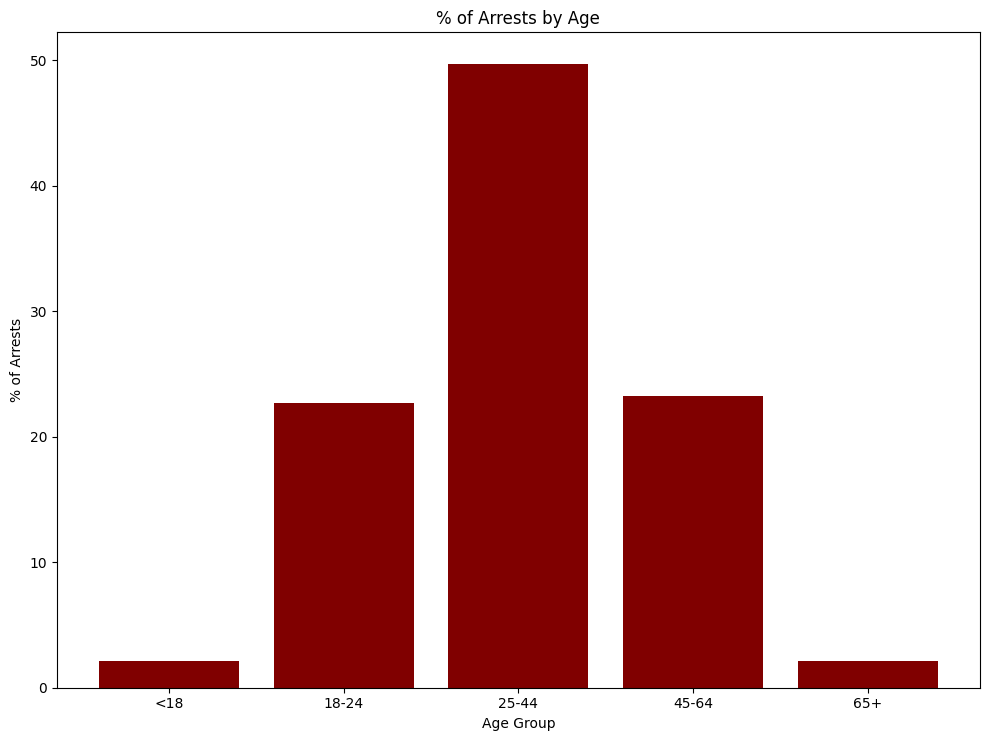 % of Arrests by Age
50
40
30
20
10
0
% of Arrests
<18 18-24 25-44 45-64 65+
Age Group